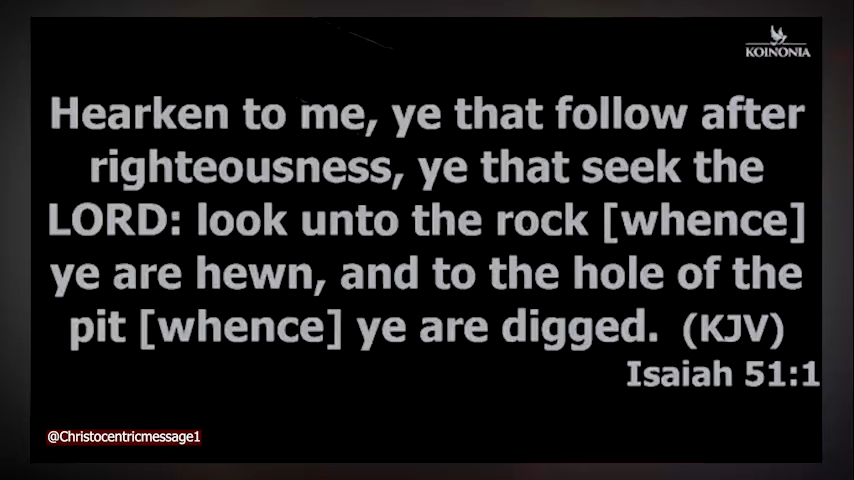 KOINONIA
Hearken to me, ye that follow after
righteousness, ye that seek the
LORD: look unto the rock [whence]
ye are hewn, and to the hole of the
pit [whence] ye are digged. (KJV)
Isaiah 51:1
@Christocentricmessage1